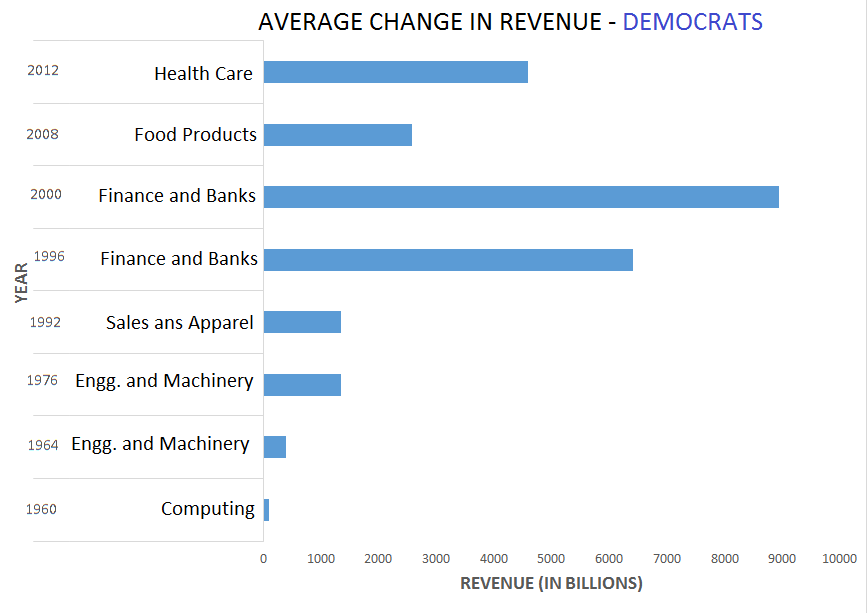 AVERAGE CHANGE IN REVENUE - DEMOCRATS
2012 Health Care
2008 Food Products
2000 Finance and Banks
1996 Finance and Banks
YEAR
1992 Sales ans Apparel
1976 Engg. and Machinery
1964 Engg. and Machinery
1960 Computing
0 1000 2000 3000 4000 5000 6000 7000 8000 9000 10000
REVENUE (IN BILLIONS)